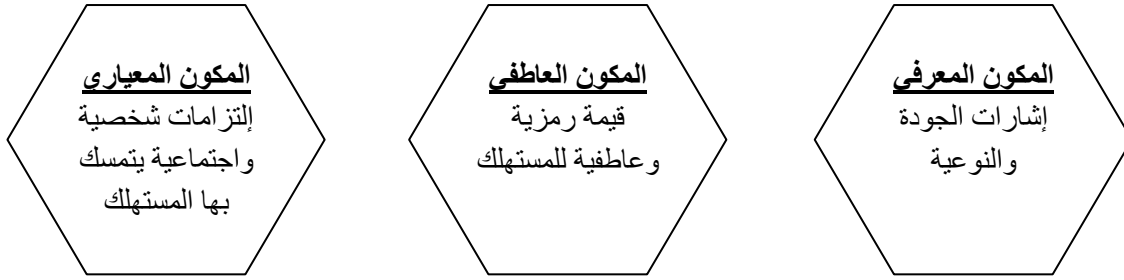 المكون المعرفي
إشارات الجودة
والنوعية
المكون العاطفي
قيمة رمزية
وعاطفية للمستهلك
المكون المعياري
إلتزامات شخصية
واجتماعية يتمسك
بها المستهلك